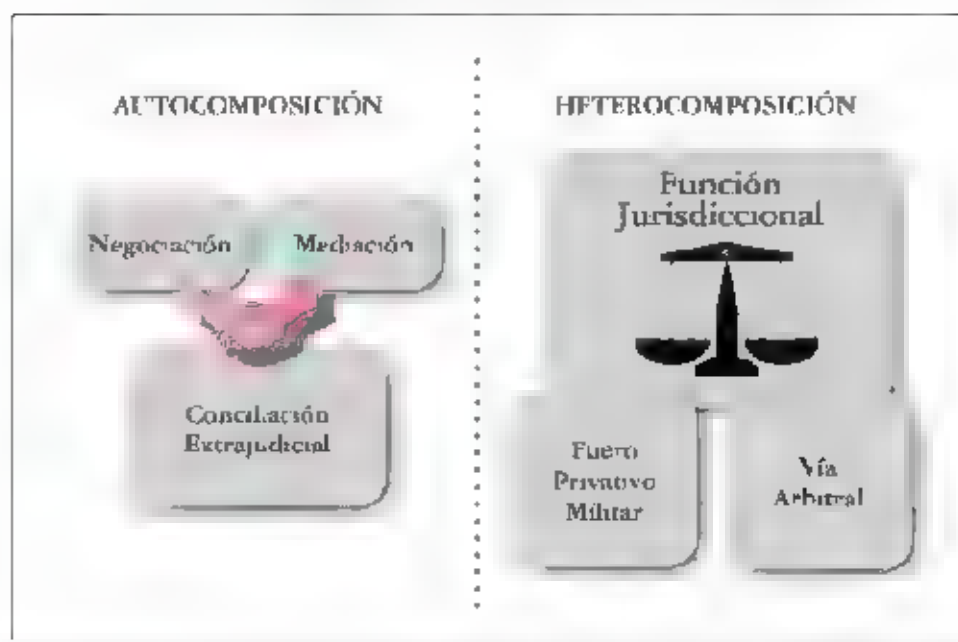 AUTOCOMPOSICIÓN
Negociación
Mediación
Conciliación
Extrajudicial
HETEROCOMPOSICIÓN
Función
Jurisdiccional
Fuero
Privativo
Militar
Vía
Arbitral